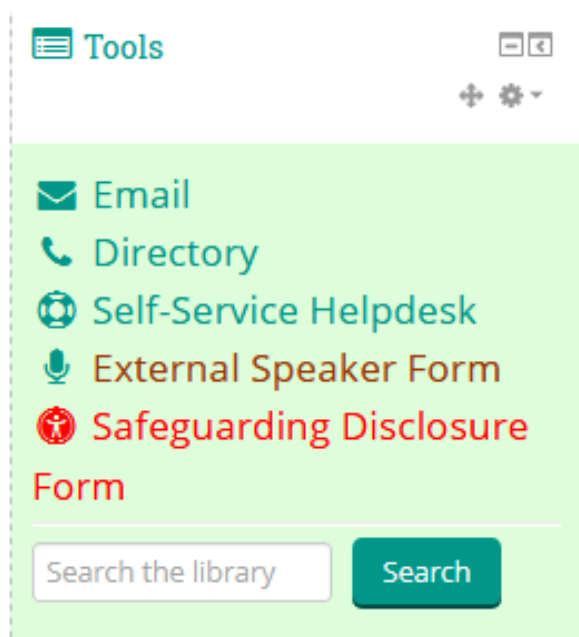 Tools
Email
Directory
Self-Service Helpdesk
External Speaker Form
Safeguarding Disclosure
Form
Search the library Search